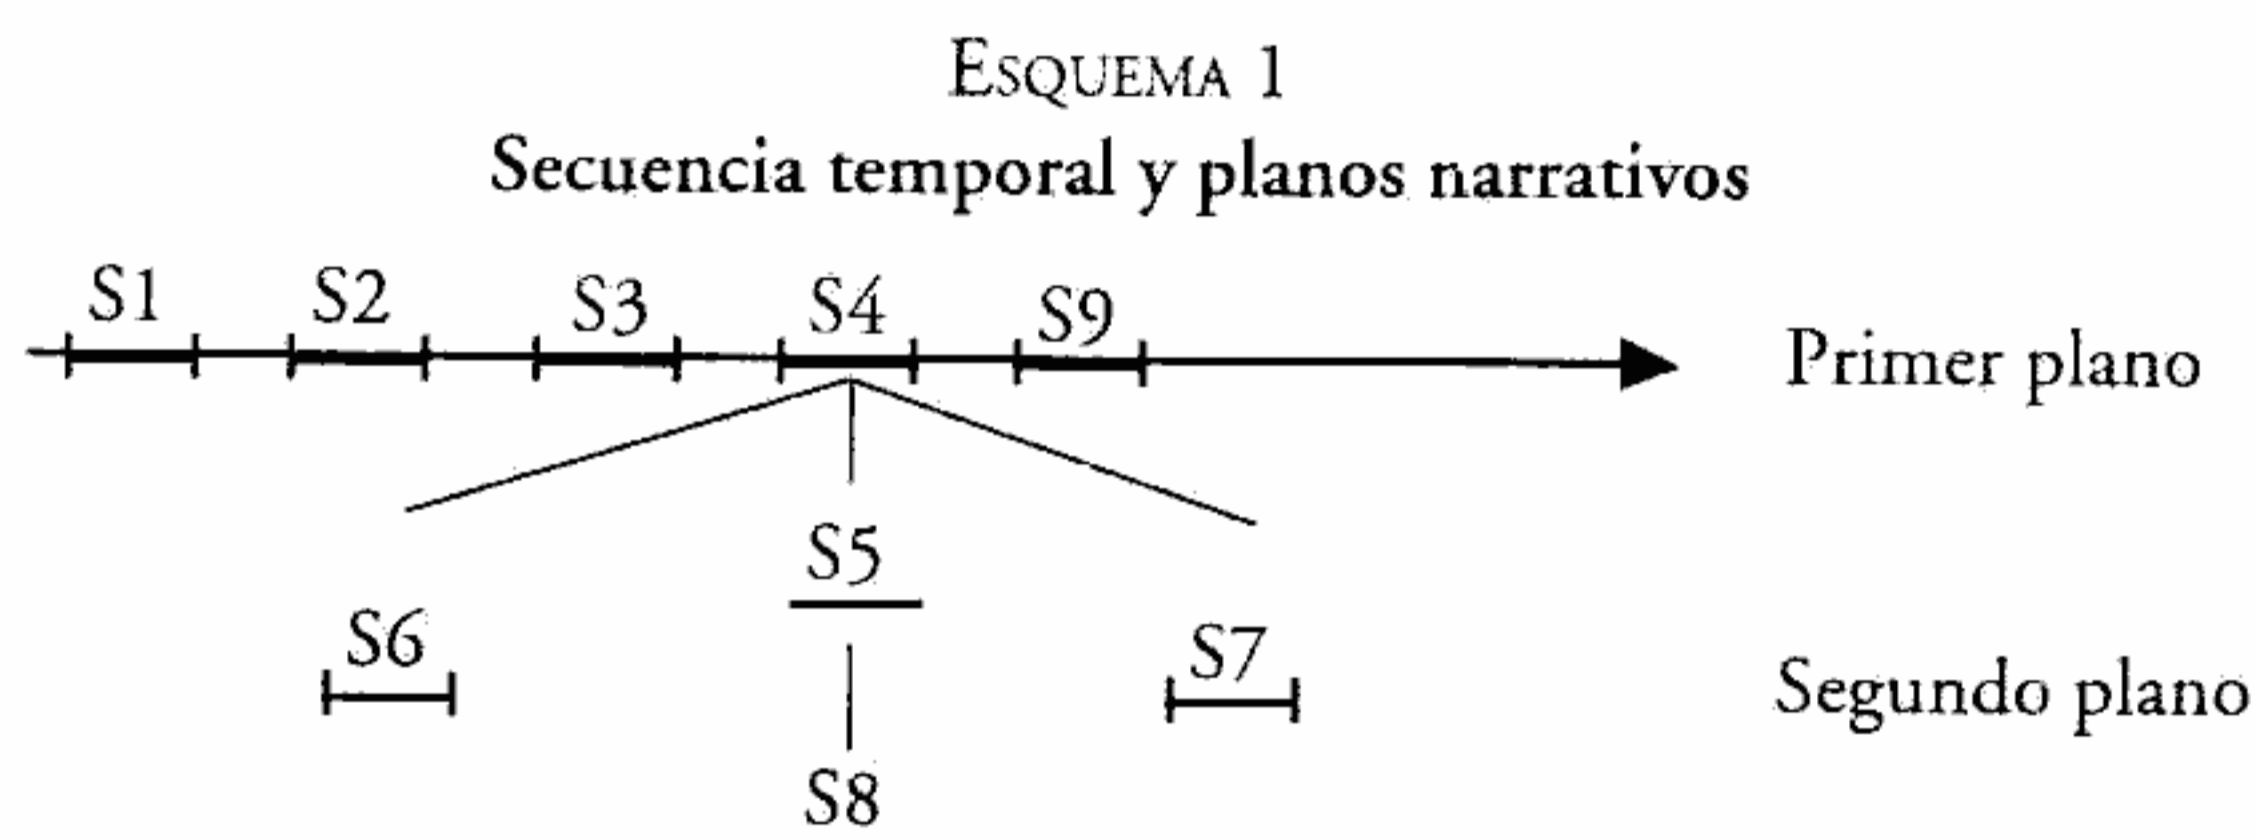 ESQUEMA 1
Secuencia temporal y planos narrativos
S1 S2 S3 S4 S9
Primer plano
S5
S6 S7
Segundo plano
S8